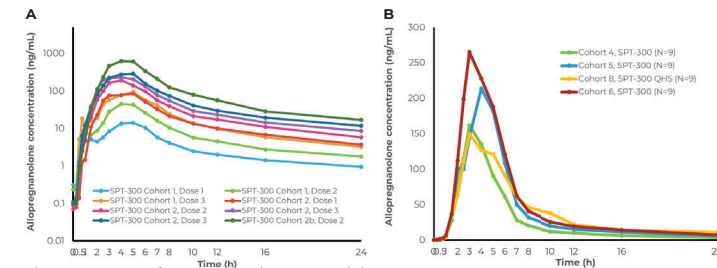 A
Allopregnanolone concentration (ng/mL)
1000
100
10
1
0.1
0.01
SPT-300 Cohort 1, Dose 1
SPT-300 Cohort 1, Dose 2
SPT-300 Cohort 1, Dose 3
SPT-300 Cohort 2, Dose 1
SPT-300 Cohort 2, Dose 2
SPT-300 Cohort 2, Dose 3
SPT-300 Cohort 2, Dose 3
SPT-300 Cohort 2b, Dose 2
0 0.5 1 2 3 4 5 6 7 8 10 12 16 24
Time (h)
B
Allopregnanolone concentration (ng/mL)
300
250
200
150
100
50
0
Cohort 4, SPT-300 (N=9)
Cohort 5, SPT-300 (N=9)
Cohort 8, SPT-300 QHS (N=9)
Cohort 6, SPT-300 (N=9)
0 0.5 1 2 3 4 5 6 7 8 10 12 16 24
Time (h)